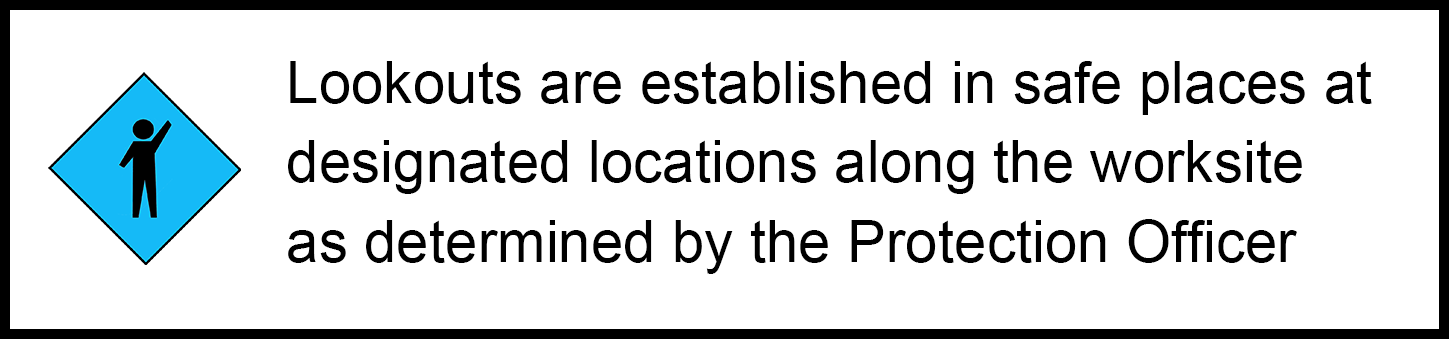 Lookouts are established in safe places at
designated locations along the worksite
as determined by the Protection Officer